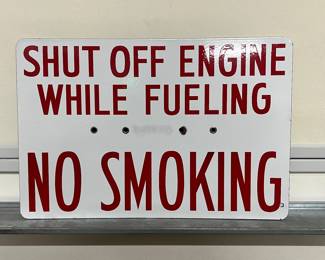 SHUT OFF ENGINE
WHILE FUELING
NO SMOKING